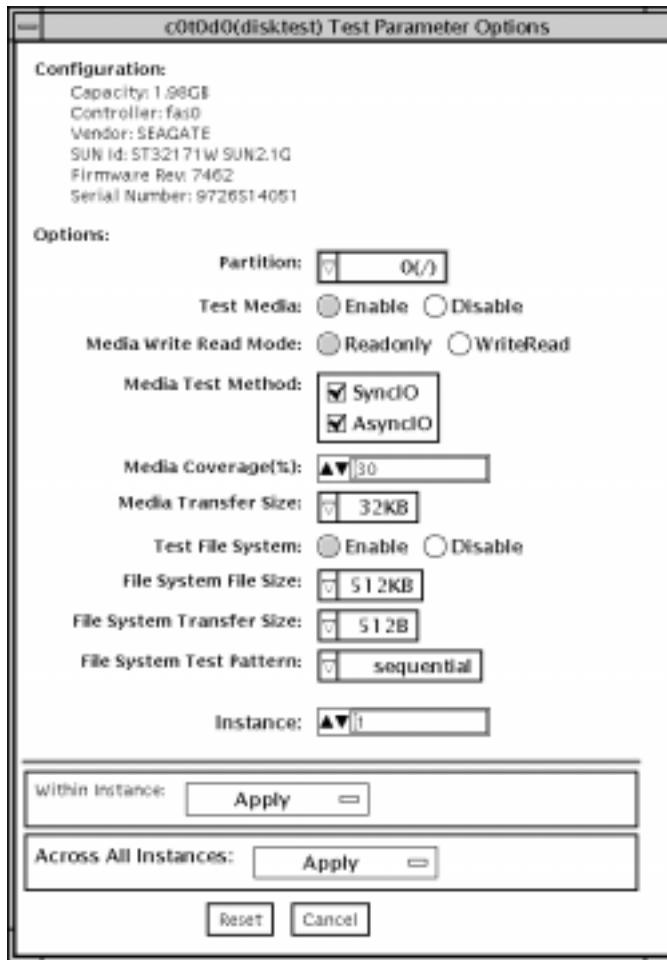 c0t0d0(disktest) Test Parameter Options
Configuration:
Capacity: 1.98GB
Controller: fas0
Vendor: SEAGATE
SUN Id: ST32171W SUN2.1G
Firmware Rev: 7462
Serial Number: 9726S14051
Options:
Partition: 0(/)
Test Media: Enable Disable
Media Write Read Mode: Readonly WriteRead
Media Test Method: SyncIO
AsyncIO
Media Coverage(%): 30
Media Transfer Size: 32KB
Test File System: Enable Disable
File System File Size: 512KB
File System Transfer Size: 512B
File System Test Pattern: sequential
Instance: 1
Within Instance: Apply
Across All Instances: Apply
Reset Cancel